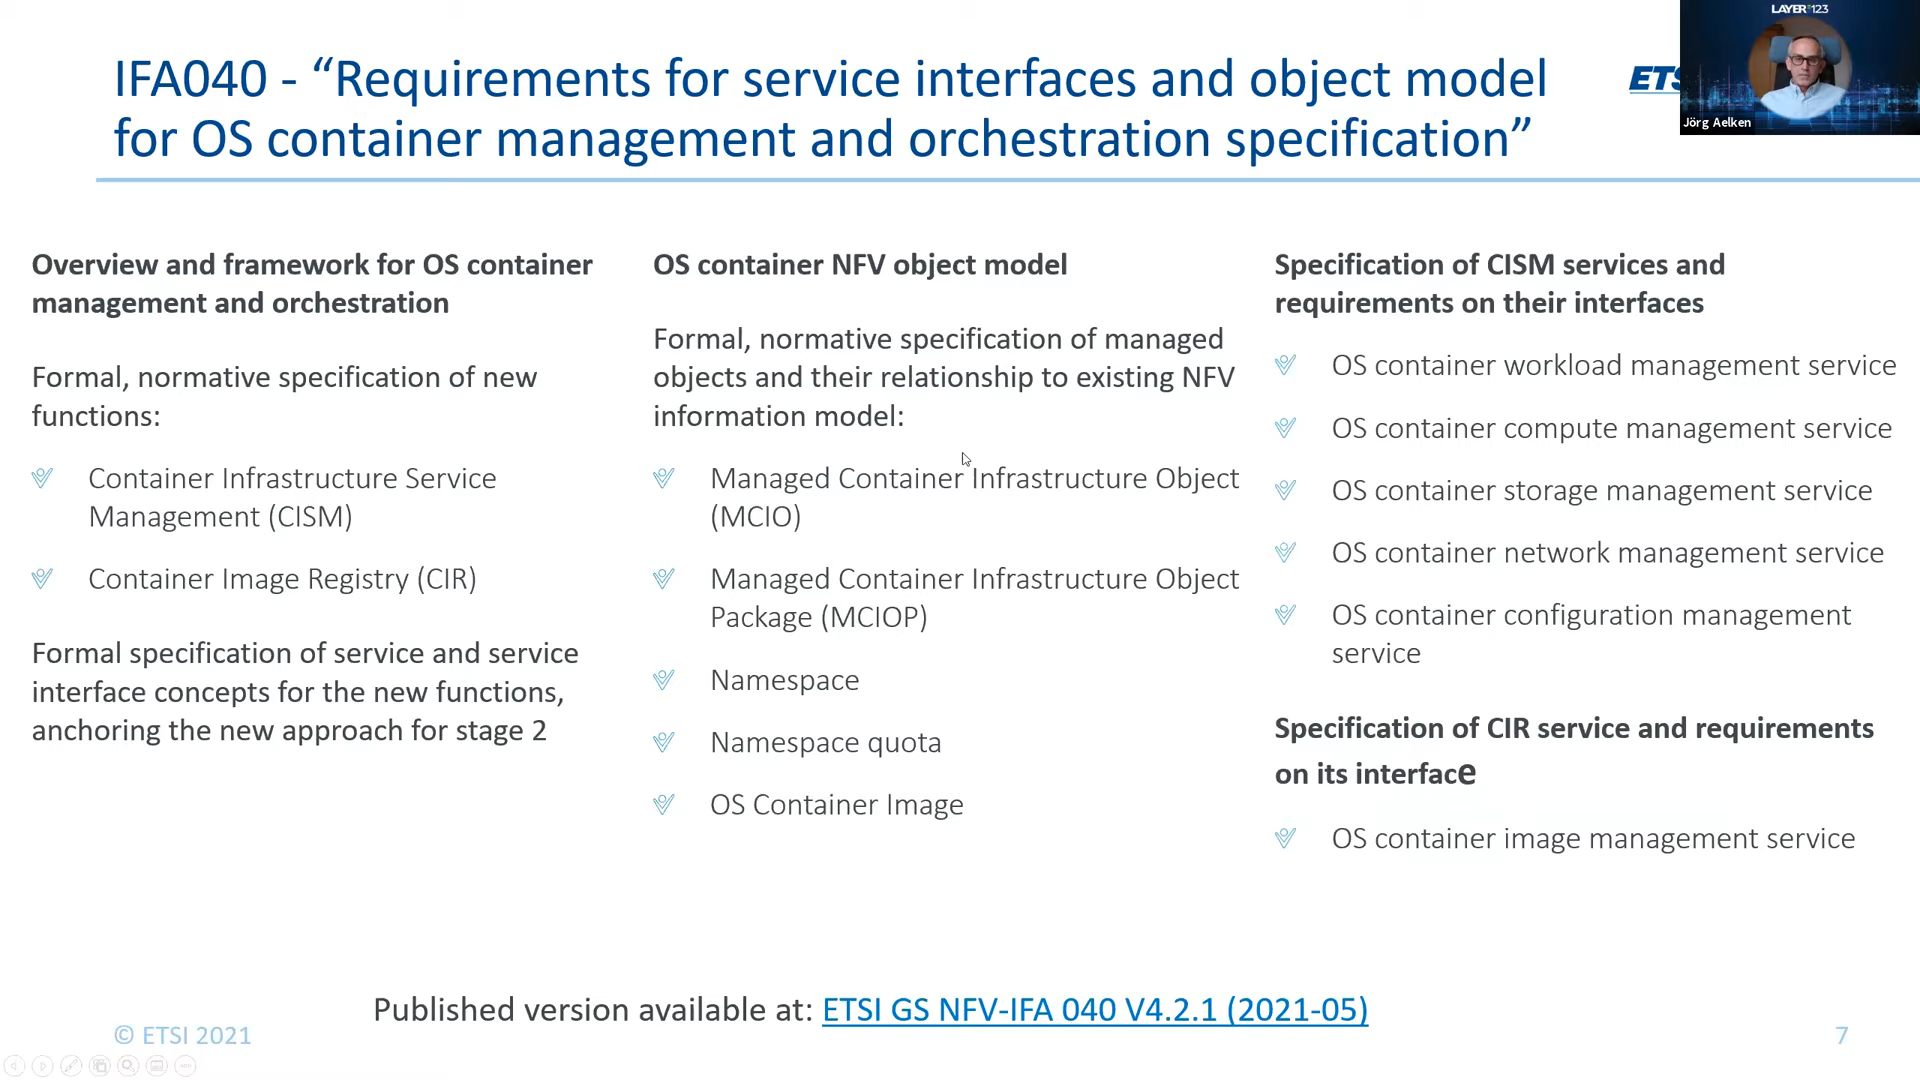 IFA040 - “Requirements for service interfaces and object model
for OS container management and orchestration specification”
LAYER123
Jörg Aelken
Overview and framework for OS container
management and orchestration
Formal, normative specification of new
functions:
Container Infrastructure Service
Management (CISM)
Container Image Registry (CIR)
Formal specification of service and service
interface concepts for the new functions,
anchoring the new approach for stage 2
OS container NFV object model
Formal, normative specification of managed
objects and their relationship to existing NFV
information model:
Managed Container Infrastructure Object
(MCIO)
Managed Container Infrastructure Object
Package (MCIOP)
Namespace
Namespace quota
OS Container Image
Specification of CISM services and
requirements on their interfaces
OS container workload management service
OS container compute management service
OS container storage management service
OS container network management service
OS container configuration management
service
Specification of CIR service and requirements
on its interface
OS container image management service
Published version available at: ETSI GS NFV-IFA 040 V4.2.1 (2021-05)
© ETSI 2021
7